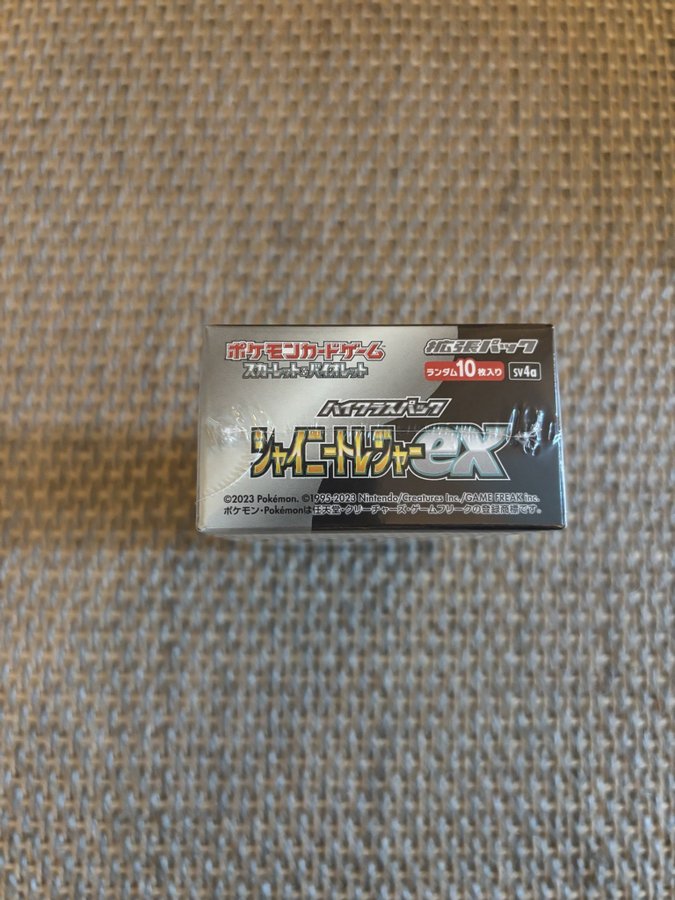 ポケモンカードゲーム 拡張パック
スカーレット&バイオレット ランダム10枚入り SV4a
ハイクラスパック
シャイニートレジャーex
©2023 Pokémon. ©1995-2023 Nintendo/Creatures Inc./GAME FREAK inc.
ポケモン・Pokémonは任天堂・クリーチャーズ・ゲームフリークの登録商標です。